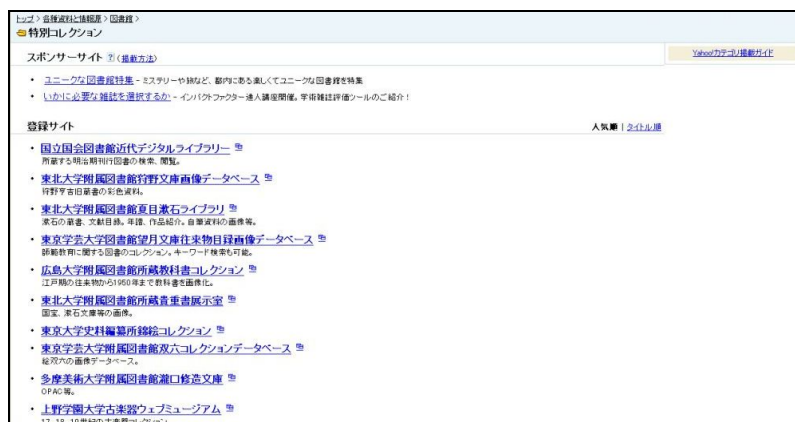 トップ > 各種資料と情報源 > 図書館 >
特別コレクション
スポンサーサイト ? (掲載方法)
Yahoo!カテゴリ掲載ガイド
・ ユニークな図書館特集 - ミステリーや旅など、都内にある楽しくてユニークな図書館を特集
・ いかに必要な雑誌を選択するか - インパクトファクター達人講座開催。学術雑誌評価ツールのご紹介!
登録サイト
人気順 | タイトル順
・ 国立国会図書館近代デジタルライブラリー
所蔵する明治期刊行図書の検索、閲覧。
・ 東北大学附属図書館狩野文庫画像データベース
狩野亨吉旧蔵書の彩色資料。
・ 東北大学附属図書館夏目漱石ライブラリ
漱石の蔵書、文献目録。年譜、作品紹介。自筆資料の画像等。
・ 東京学芸大学図書館望月文庫往来物目録画像データベース
師範教育に関する図書のコレクション。キーワード検索も可能。
・ 広島大学附属図書館所蔵教科書コレクション
江戸期の往来物から1950年まで教科書を画像化。
・ 東北大学附属図書館所蔵貴重書展示室
国宝、漱石文庫等の画像。
・ 東京大学史料編纂所錦絵コレクション
・ 東京学芸大学附属図書館双六コレクションデータベース
絵双六の画像データベース。
・ 多摩美術大学附属図書館瀧口修造文庫
OPAC等。
・ 上野学園大学古楽器ウェブミュージアム
17、18、19世紀の古楽器コレクション。